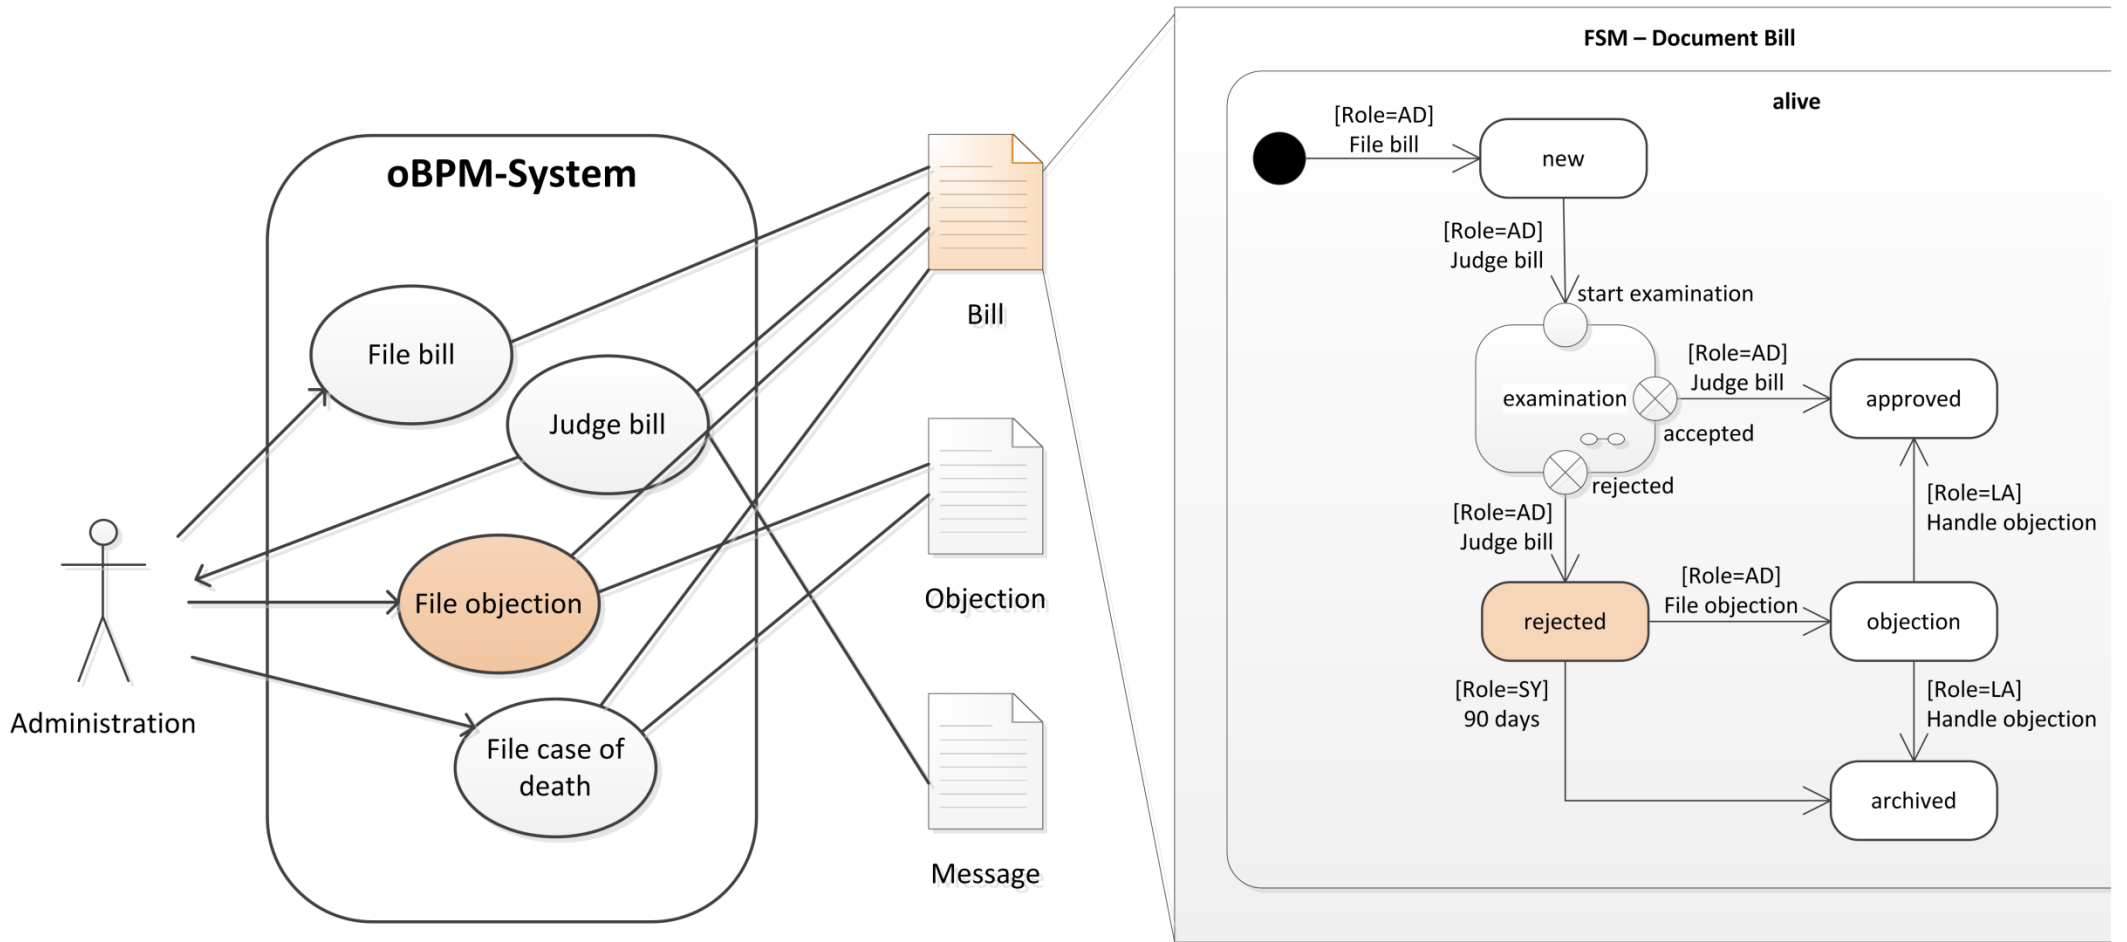 oBPM-System
File bill
Judge bill
File objection
File case of
death
Administration
Bill
Objection
Message
FSM – Document Bill
alive
[Role=AD]
File bill
new
[Role=AD]
Judge bill
start examination
examination
[Role=AD]
Judge bill
accepted
approved
rejected
[Role=AD]
Judge bill
[Role=LA]
Handle objection
rejected
[Role=AD]
File objection
objection
[Role=SY]
90 days
[Role=LA]
Handle objection
archived